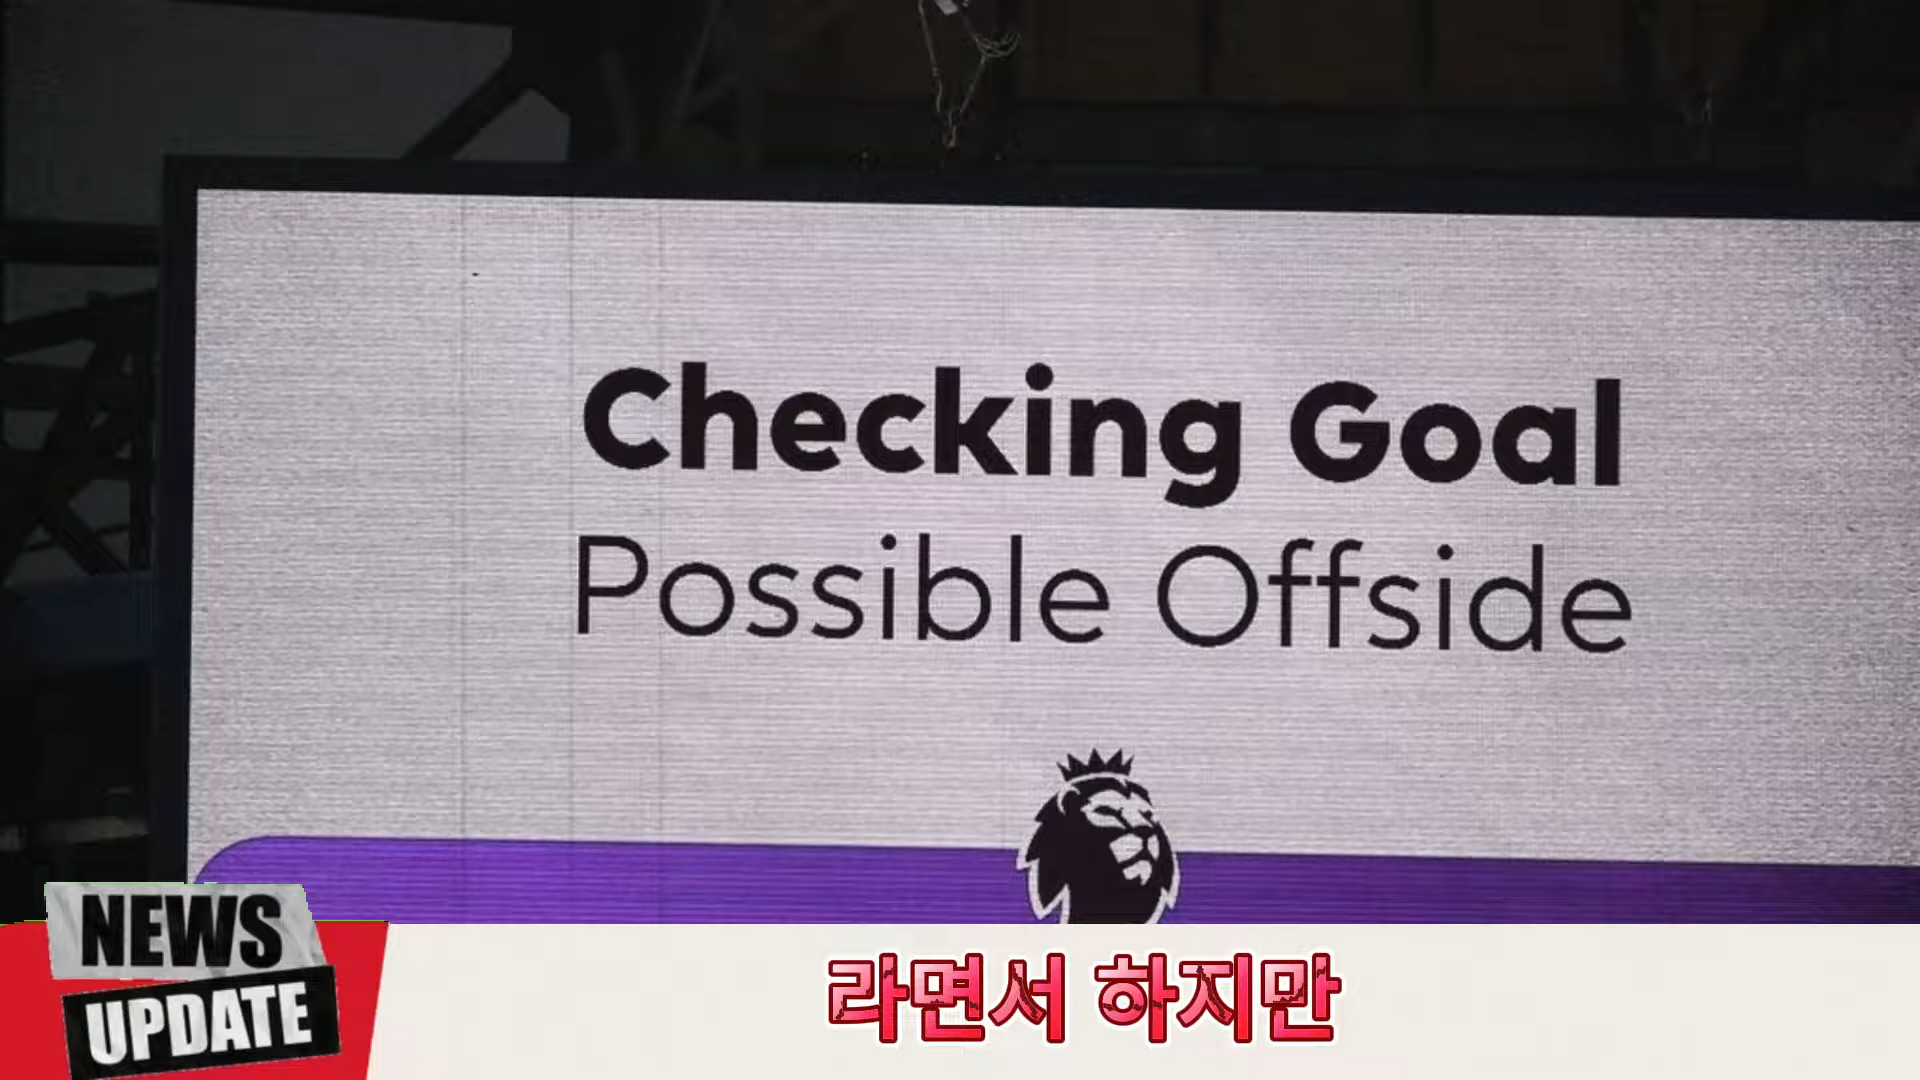 Checking Goal
Possible Offside
NEWS
UPDATE
라면서 하지만